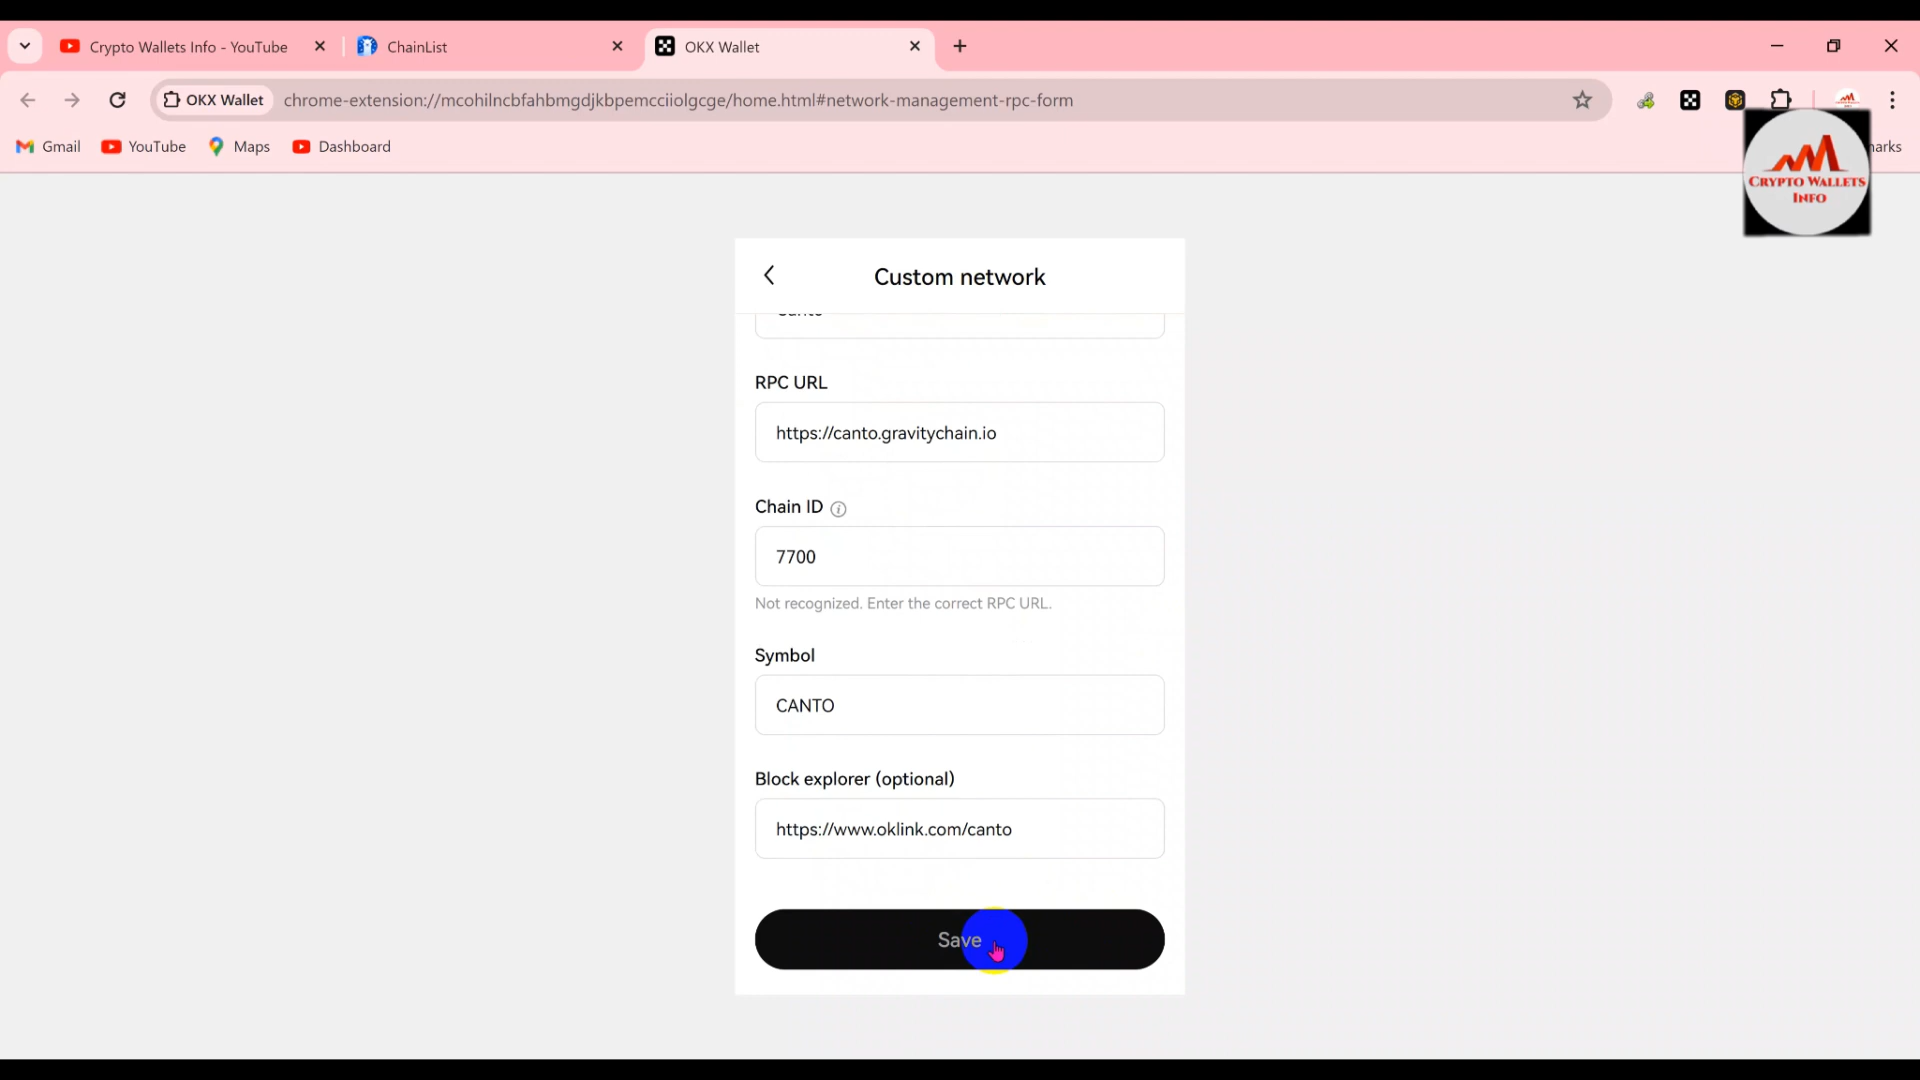 Crypto Wallets Info - YouTube
ChainList
OKX Wallet
OKX Wallet
chrome-extension://mcohilncbfahbmgdjkbpemcciiolgcge/home.html#network-management-rpc-form
Gmail
YouTube
Maps
Dashboard
CRYPTO WALLETS
INFO
Custom network
RPC URL
https://canto.gravitychain.io
Chain ID
7700
Not recognized. Enter the correct RPC URL.
Symbol
CANTO
Block explorer (optional)
https://www.oklink.com/canto
Save